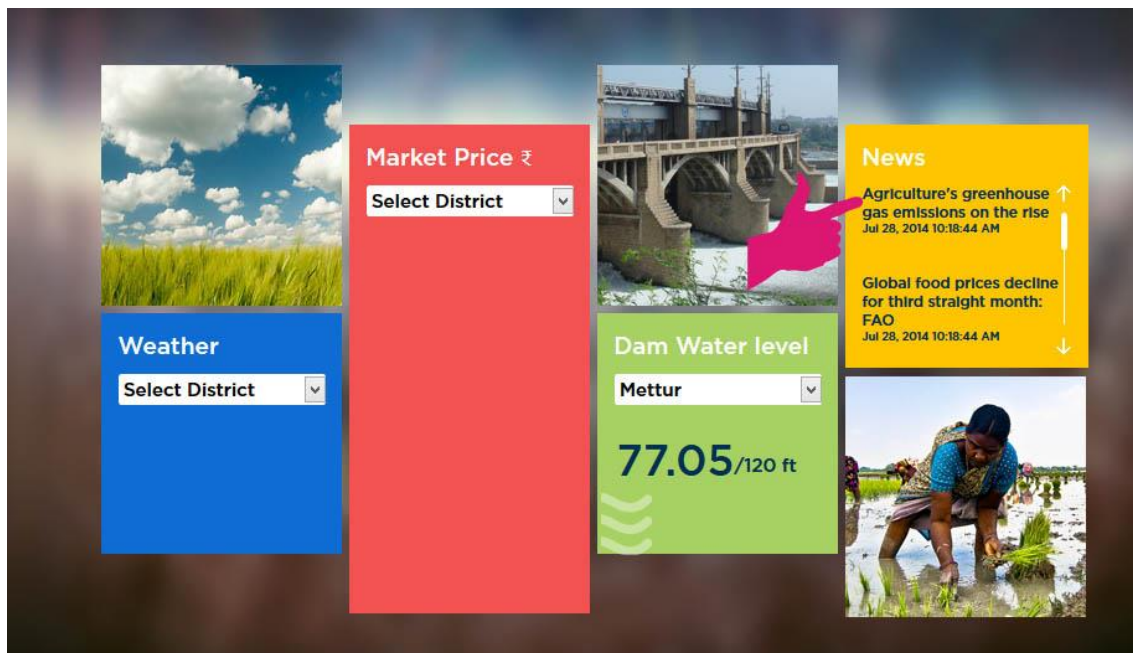 Market Price ₹
Select District
News
Agriculture's greenhouse
gas emissions on the rise
Jul 28, 2014 10:18:44 AM
Global food prices decline
for third straight month:
FAO
Jul 28, 2014 10:18:44 AM
Weather
Select District
Dam Water level
Mettur
77.05/120 ft